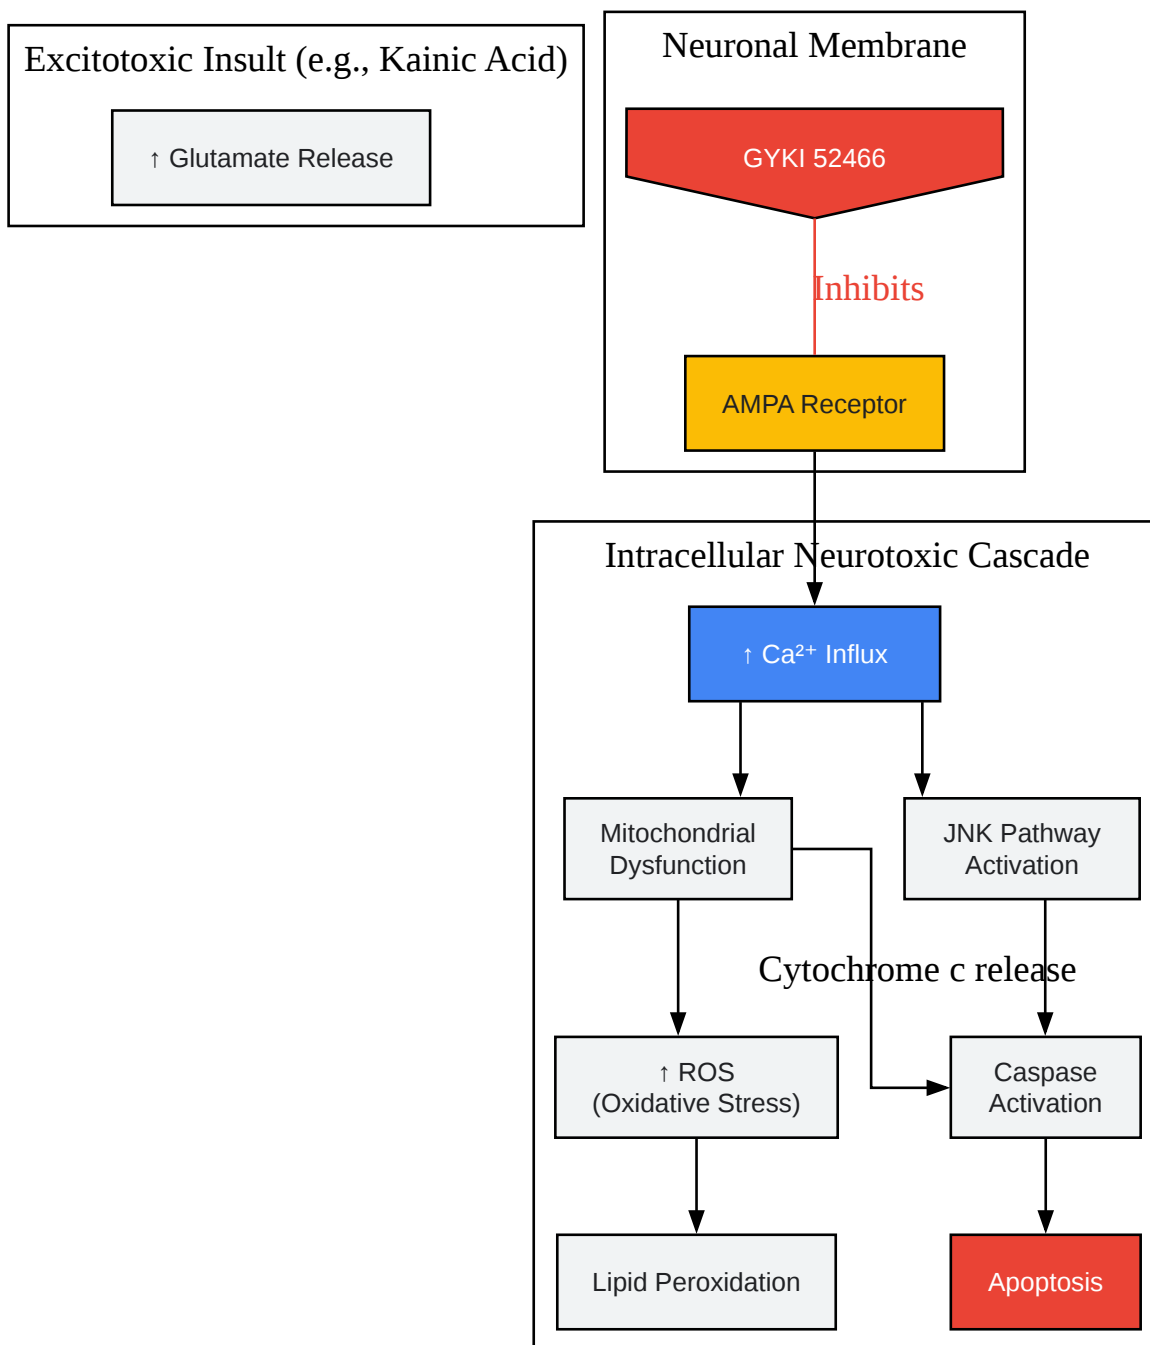 Excitotoxic Insult (e.g., Kainic Acid)
↑ Glutamate Release
Neuronal Membrane
GYKI 52466
Inhibits
AMPA Receptor
Intracellular Neurotoxic Cascade
↑ Ca²⁺ Influx
Mitochondrial
Dysfunction
JNK Pathway
Activation
Cytochrome c release
↑ ROS
(Oxidative Stress)
Caspase
Activation
Lipid Peroxidation
Apoptosis